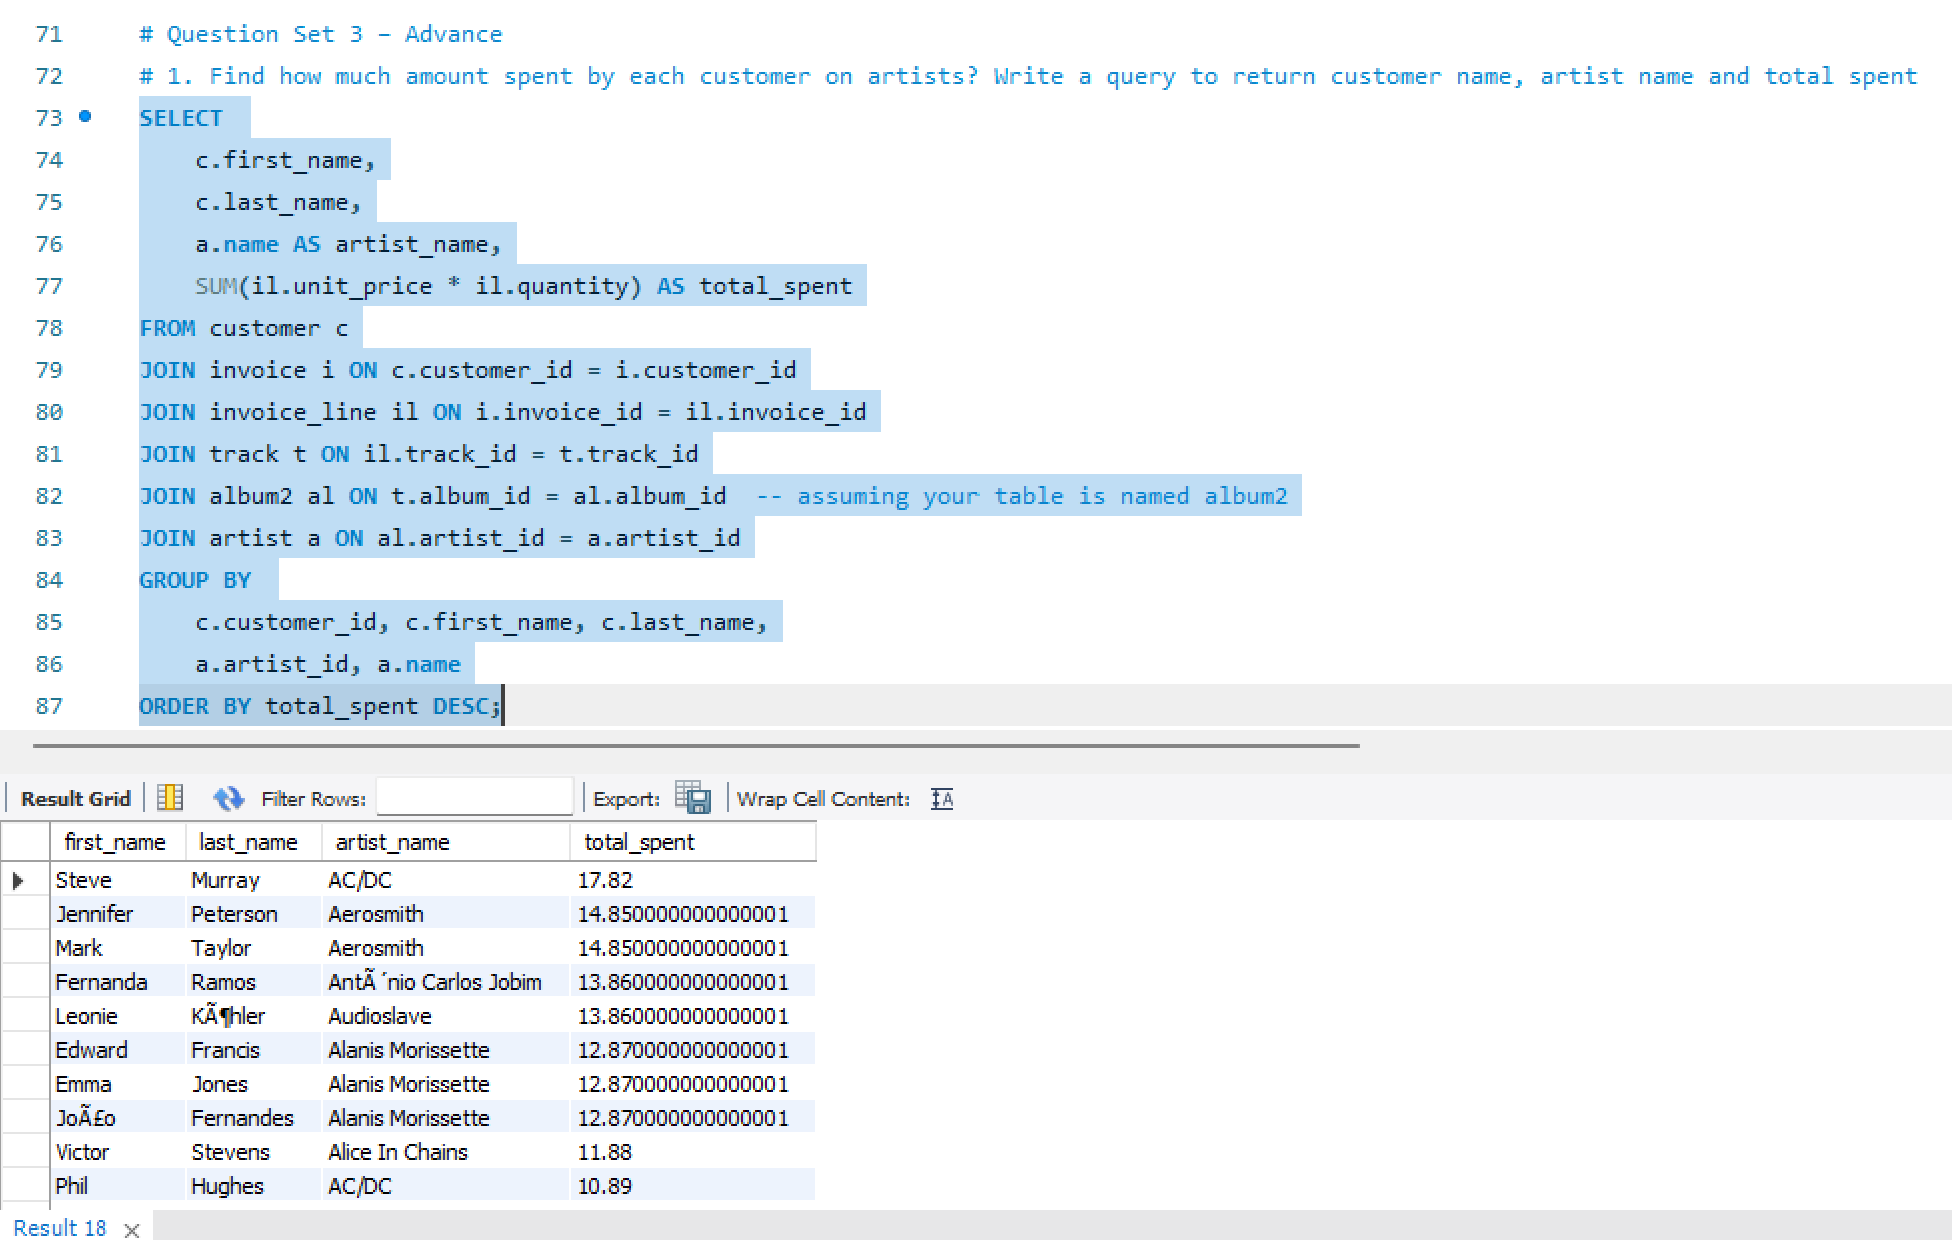 71 # Question Set 3 – Advance
72 # 1. Find how much amount spent by each customer on artists? Write a query to return customer name, artist name and total spent
73 SELECT
74 c.first_name,
75 c.last_name,
76 a.name AS artist_name,
77 SUM(il.unit_price * il.quantity) AS total_spent
78 FROM customer c
79 JOIN invoice i ON c.customer_id = i.customer_id
80 JOIN invoice_line il ON i.invoice_id = il.invoice_id
81 JOIN track t ON il.track_id = t.track_id
82 JOIN album2 al ON t.album_id = al.album_id -- assuming your table is named album2
83 JOIN artist a ON al.artist_id = a.artist_id
84 GROUP BY
85 c.customer_id, c.first_name, c.last_name,
86 a.artist_id, a.name
87 ORDER BY total_spent DESC;
Result Grid Filter Rows: Export: Wrap Cell Content:
first_name last_name artist_name total_spent
Steve Murray AC/DC 17.82
Jennifer Peterson Aerosmith 14.850000000000001
Mark Taylor Aerosmith 14.850000000000001
Fernanda Ramos AntÃ´nio Carlos Jobim 13.860000000000001
Leonie KÃ¶hler Audioslave 13.860000000000001
Edward Francis Alanis Morissette 12.870000000000001
Emma Jones Alanis Morissette 12.870000000000001
JoÃ£o Fernandes Alanis Morissette 12.870000000000001
Victor Stevens Alice In Chains 11.88
Phil Hughes AC/DC 10.89
Result 18